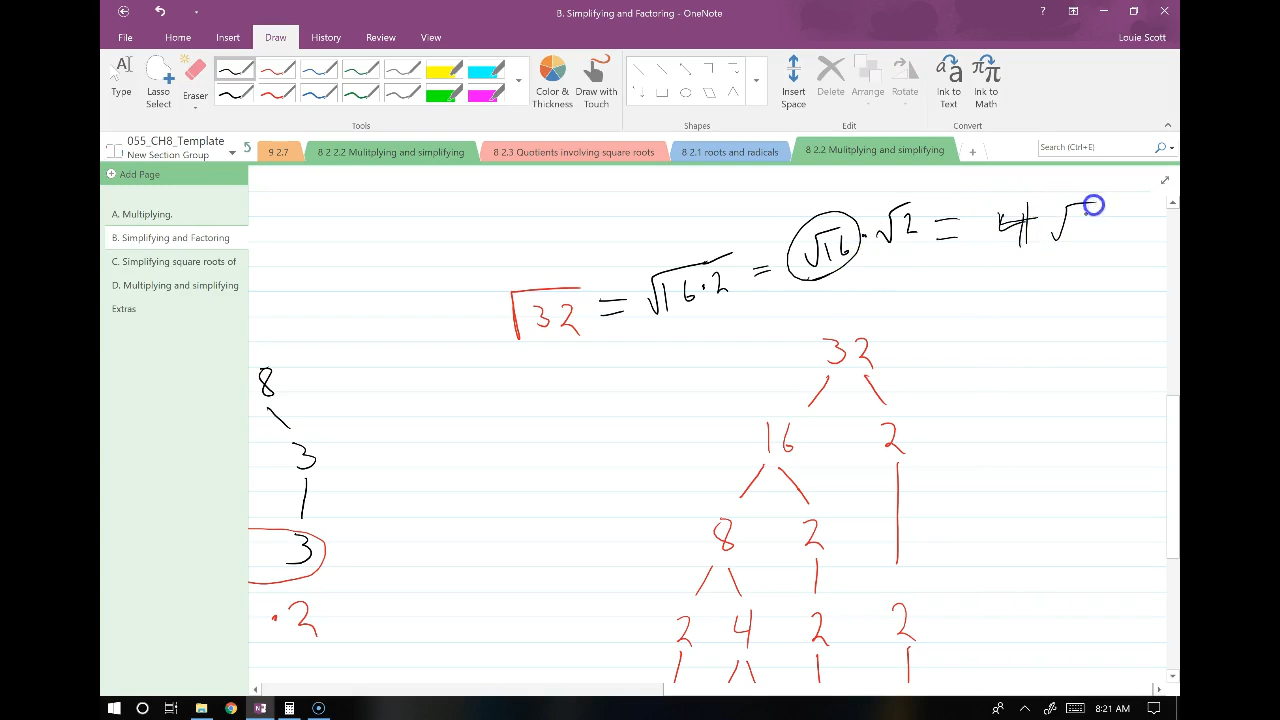 B. Simplifying and Factoring - OneNote
File Home Insert Draw History Review View
Louie Scott
Type
Lasso Select
Eraser
Color & Thickness
Draw with Touch
Insert Space
Delete
Arrange
Rotate
Ink to Text
Ink to Math
Tools
Shapes
Edit
Convert
055_CH8_Template
New Section Group
9 2.7
8 2.2.2 Mulitplying and simplifying
8 2.3 Quotients involving square roots
8 2.1 roots and radicals
8 2.2 Mulitplying and simplifying
Search (Ctrl+E)
Add Page
A. Multiplying.
B. Simplifying and Factoring
C. Simplifying square roots of
D. Multiplying and simplifying
Extras
√32 = √16·2 = √16 · √2 = 4 √
32
16 2
8 2
2 4 2 2
8
3
3
· 2
8:21 AM